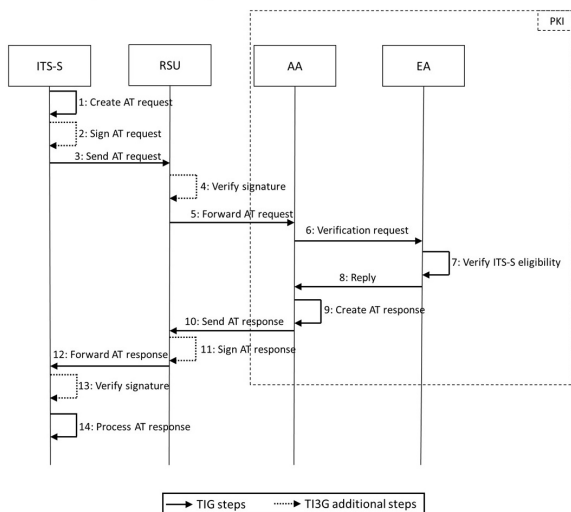 PKI
ITS-S
RSU
AA
EA
1: Create AT request
2: Sign AT request
3: Send AT request
4: Verify signature
5: Forward AT request
6: Verification request
7: Verify ITS-S eligibility
8: Reply
9: Create AT response
10: Send AT response
11: Sign AT response
12: Forward AT response
13: Verify signature
14: Process AT response
TIG steps
TI3G additional steps